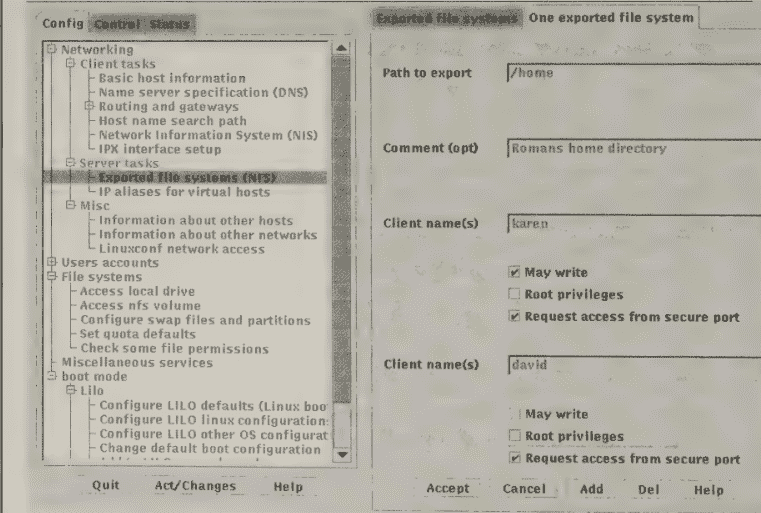 Config Control Status
Networking
Client tasks
Basic host information
Name server specification (DNS)
Routing and gateways
Host name search path
Network Information System (NIS)
IPX interface setup
Server tasks
Exported file systems (NFS)
IP aliases for virtual hosts
Misc
Information about other hosts
Information about other networks
Linuxconf network access
Users accounts
File systems
Access local drive
Access nfs volume
Configure swap files and partitions
Set quota defaults
Check some file permissions
Miscellaneous services
boot mode
Lilo
Configure LILO defaults (Linux boo
Configure LILO linux configuration:
Configure LILO other OS configurat
Change default boot configuration
Quit Act/Changes Help
Exported file systems One exported file system
Path to export /home
Comment (opt) Romans home directory
Client name(s) karen
May write
Root privileges
Request access from secure port
Client name(s) david
May write
Root privileges
Request access from secure port
Accept Cancel Add Del Help